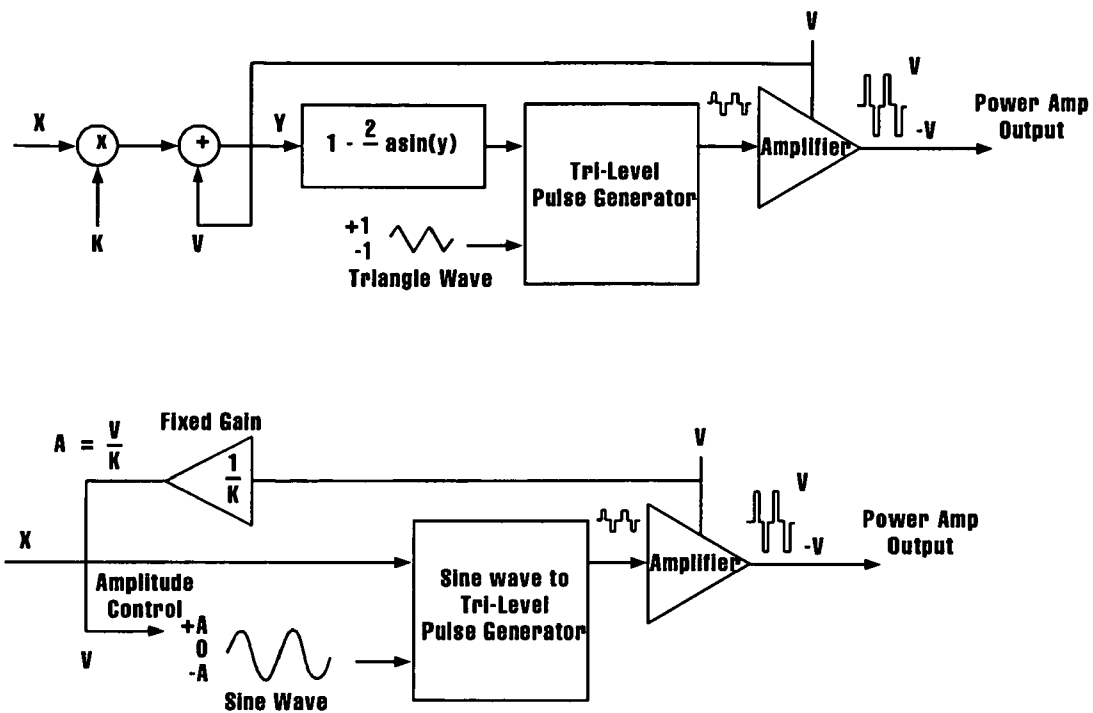 V
X
x
+
Y
1 - 2 asin(y)
V
-V
Power Amp
Output
Amplifier
Tri-Level
Pulse Generator
K
V
+1
-1
Triangle Wave
Fixed Gain
A = V
K
1
K
V
X
V
-V
Power Amp
Output
Amplifier
Sine wave to
Tri-Level
Pulse Generator
Amplitude
Control
+A
0
-A
V
Sine Wave